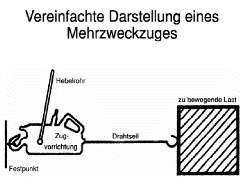 Vereinfachte Darstellung eines
Mehrzweckzuges
Hebelrohr
zu bewegende Last
Zug-
vorrichtung
Drahtseil
Festpunkt